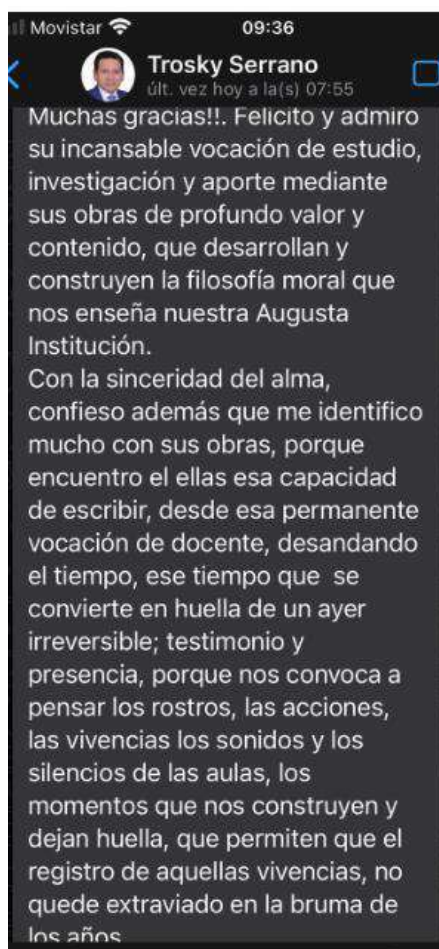 Movistar 09:36
Trosky Serrano
últ. vez hoy a la(s) 07:55
Muchas gracias!!. Felicito y admiro
su incansable vocación de estudio,
investigación y aporte mediante
sus obras de profundo valor y
contenido, que desarrollan y
construyen la filosofía moral que
nos enseña nuestra Augusta
Institución.
Con la sinceridad del alma,
confieso además que me identifico
mucho con sus obras, porque
encuentro el ellas esa capacidad
de escribir, desde esa permanente
vocación de docente, desandando
el tiempo, ese tiempo que  se
convierte en huella de un ayer
irreversible; testimonio y
presencia, porque nos convoca a
pensar los rostros, las acciones,
las vivencias los sonidos y los
silencios de las aulas, los
momentos que nos construyen y
dejan huella, que permiten que el
registro de aquellas vivencias, no
quede extraviado en la bruma de
los años